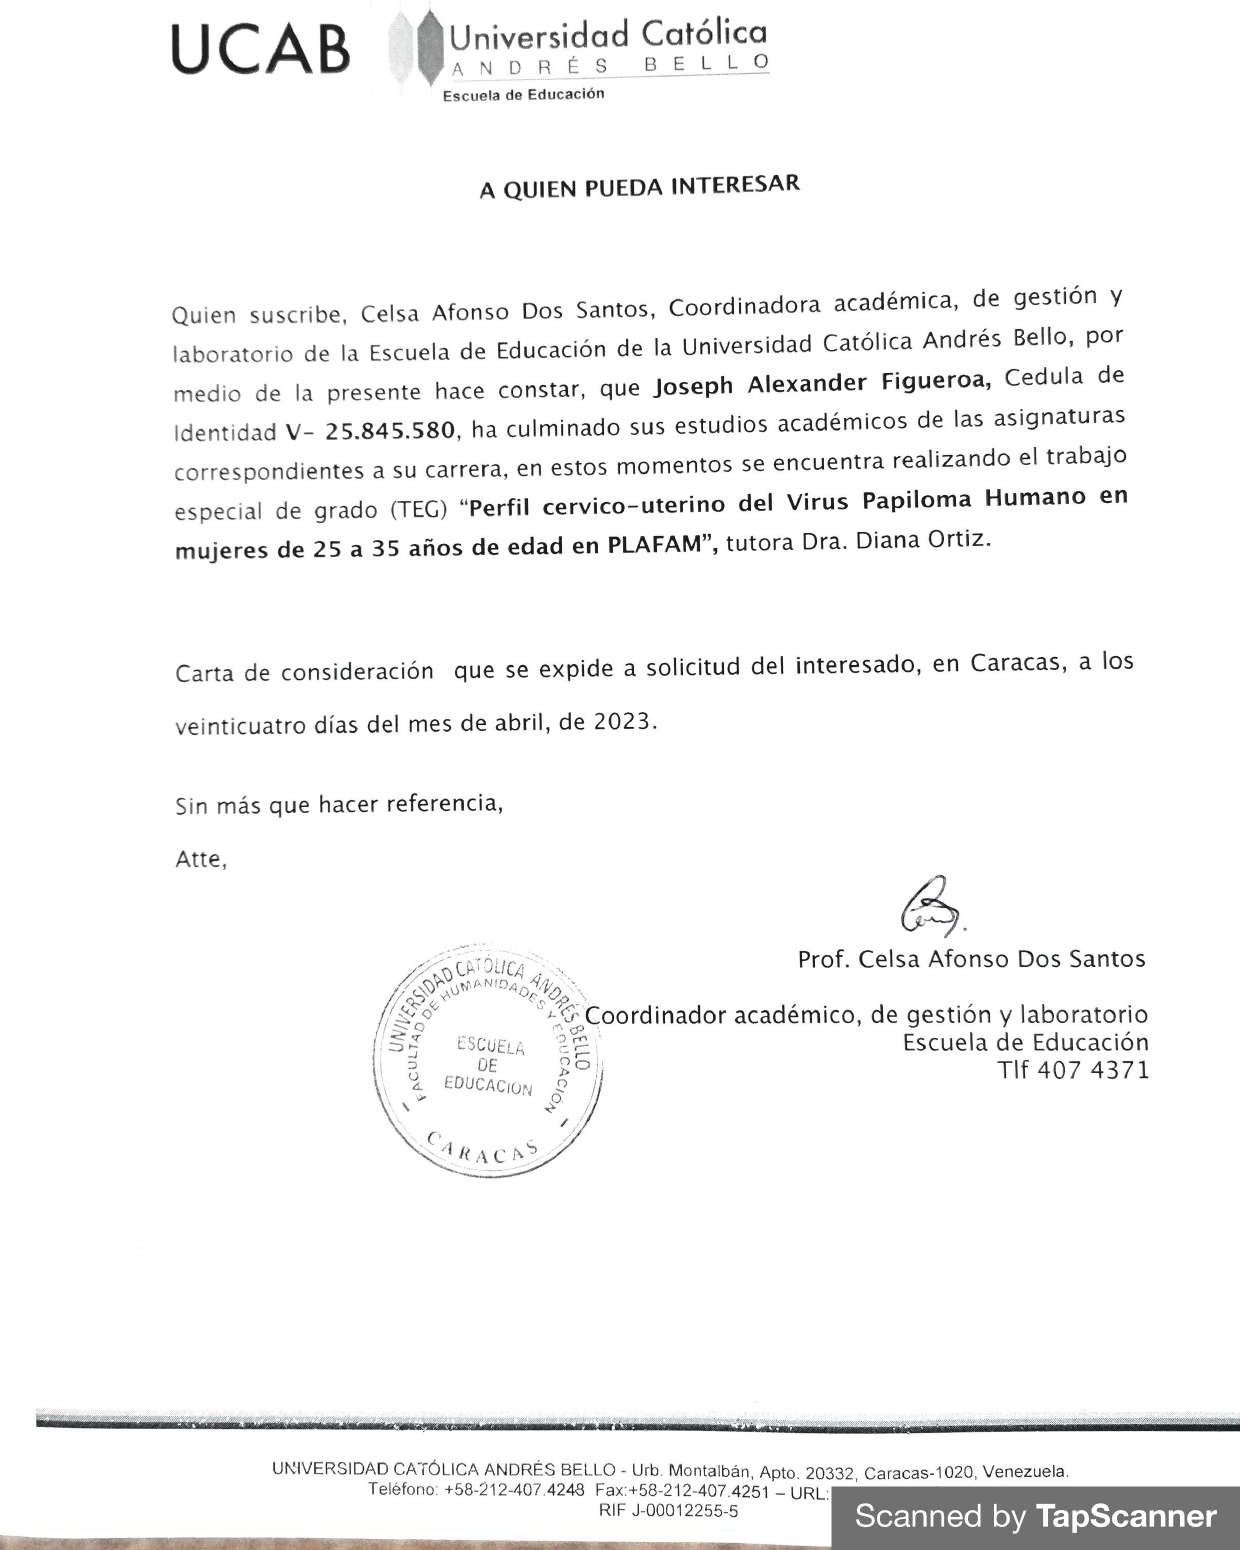 UCAB
Universidad Católica
ANDRÉS BELLO
Escuela de Educación
A QUIEN PUEDA INTERESAR
Quien suscribe, Celsa Afonso Dos Santos, Coordinadora académica, de gestión y
laboratorio de la Escuela de Educación de la Universidad Católica Andrés Bello, por
medio de la presente hace constar, que Joseph Alexander Figueroa, Cedula de
Identidad V- 25.845.580, ha culminado sus estudios académicos de las asignaturas
correspondientes a su carrera, en estos momentos se encuentra realizando el trabajo
especial de grado (TEG) "Perfil cervico-uterino del Virus Papiloma Humano en
mujeres de 25 a 35 años de edad en PLAFAM", tutora Dra. Diana Ortiz.
Carta de consideración que se expide a solicitud del interesado, en Caracas, a los
veinticuatro días del mes de abril, de 2023.
Sin más que hacer referencia,
Atte,
Prof. Celsa Afonso Dos Santos
Coordinador académico, de gestión y laboratorio
Escuela de Educación
Tlf 407 4371
UNIVERSIDAD CATÓLICA ANDRÉS BELLO
FACULTAD DE HUMANIDADES Y EDUCACIÓN
ESCUELA
DE
EDUCACIÓN
CARACAS
UNIVERSIDAD CATÓLICA ANDRÉS BELLO - Urb. Montalbán, Apto. 20332, Caracas-1020, Venezuela.
Teléfono: +58-212-407.4248 Fax:+58-212-407.4251 – URL:
RIF J-00012255-5
Scanned by TapScanner